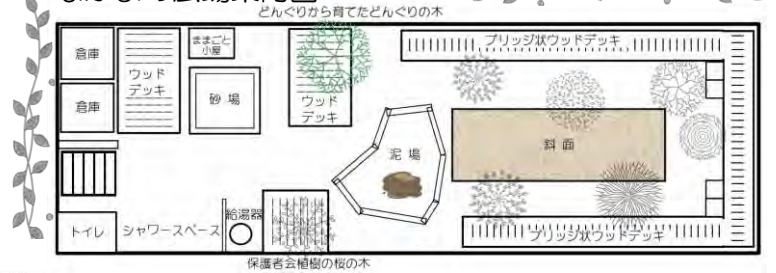 どんぐりから育てたどんぐりの木
倉庫
ウッド
デッキ
ままごと
小屋
砂場
倉庫
ウッド
デッキ
ブリッジ状ウッドデッキ
泥場
斜面
トイレ
シャワースペース
給湯器
ブリッジ状ウッドデッキ
保護者会植樹の桜の木